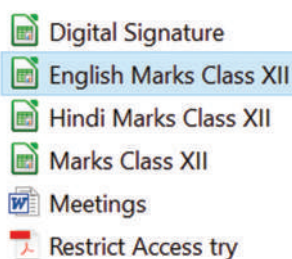 Digital Signature
English Marks Class XII
Hindi Marks Class XII
Marks Class XII
Meetings
Restrict Access try